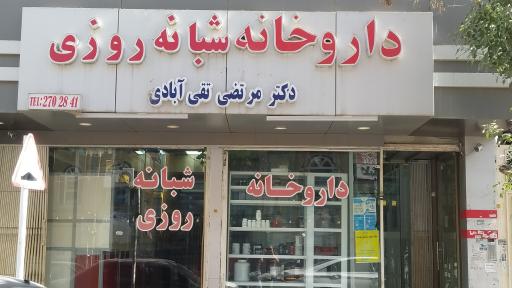 داروخانه شبانه روزی
دکتر مرتضی تقی آبادی
TEL: 270 28 41
داروخانه
شبانه
روزی